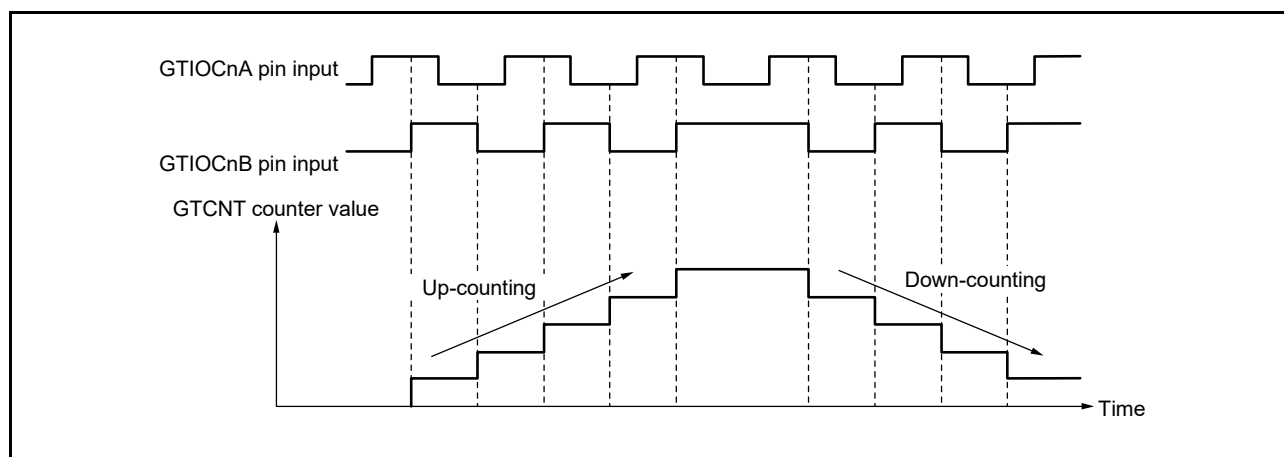 GTIOCnA pin input
GTIOCnB pin input
GTCNT counter value
Up-counting
Down-counting
Time